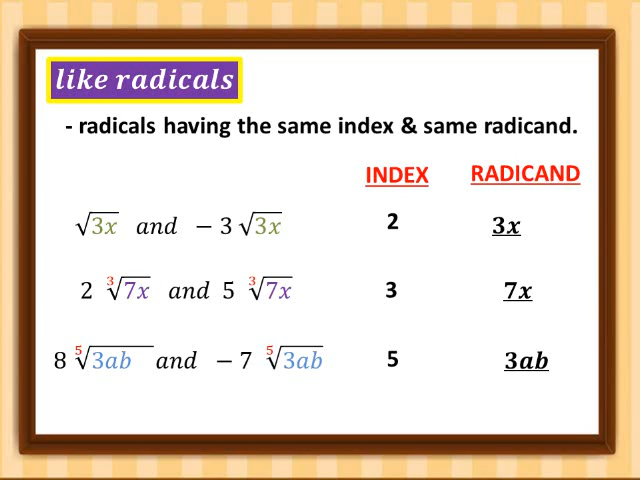 like radicals
- radicals having the same index & same radicand.
INDEX RADICAND
√3x and − 3 √3x 2 3x
2 ∛7x and 5 ∛7x 3 7x
8 ⁵√3ab and − 7 ⁵√3ab 5 3ab